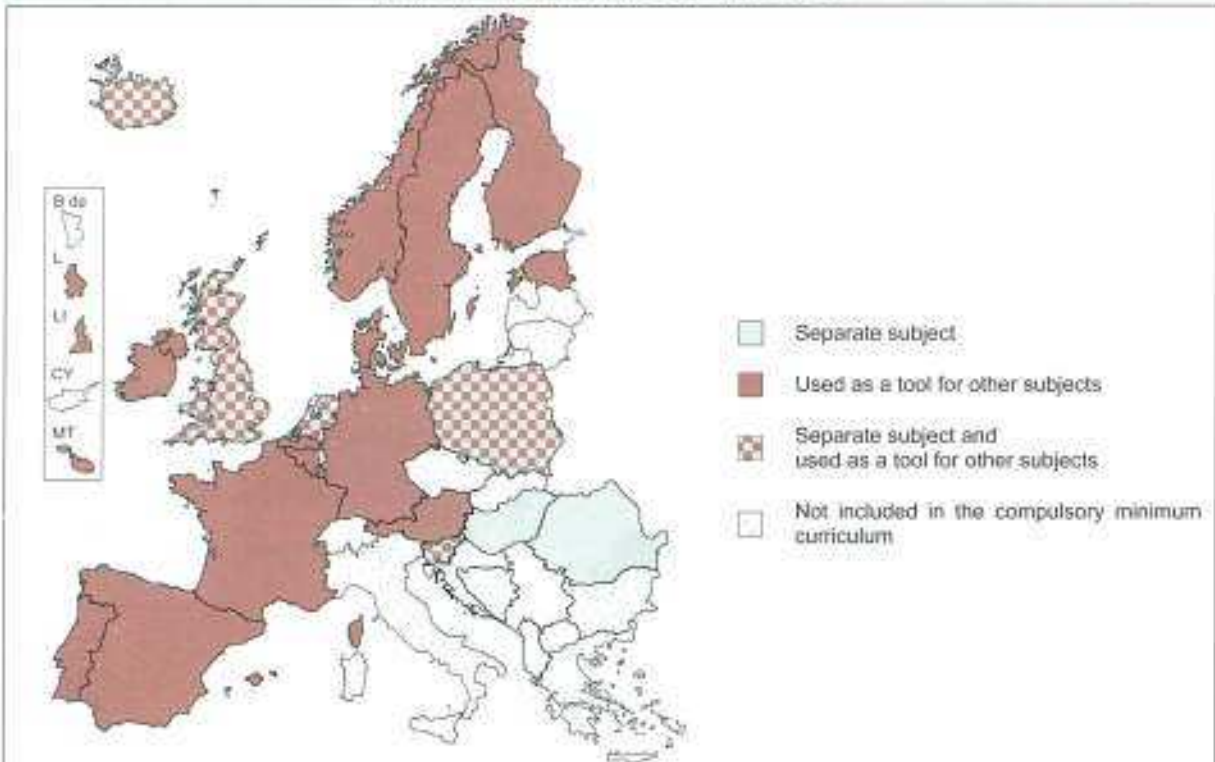 B de
L
LI
CY
MT
Separate subject
Used as a tool for other subjects
Separate subject and
used as a tool for other subjects
Not included in the compulsory minimum
curriculum